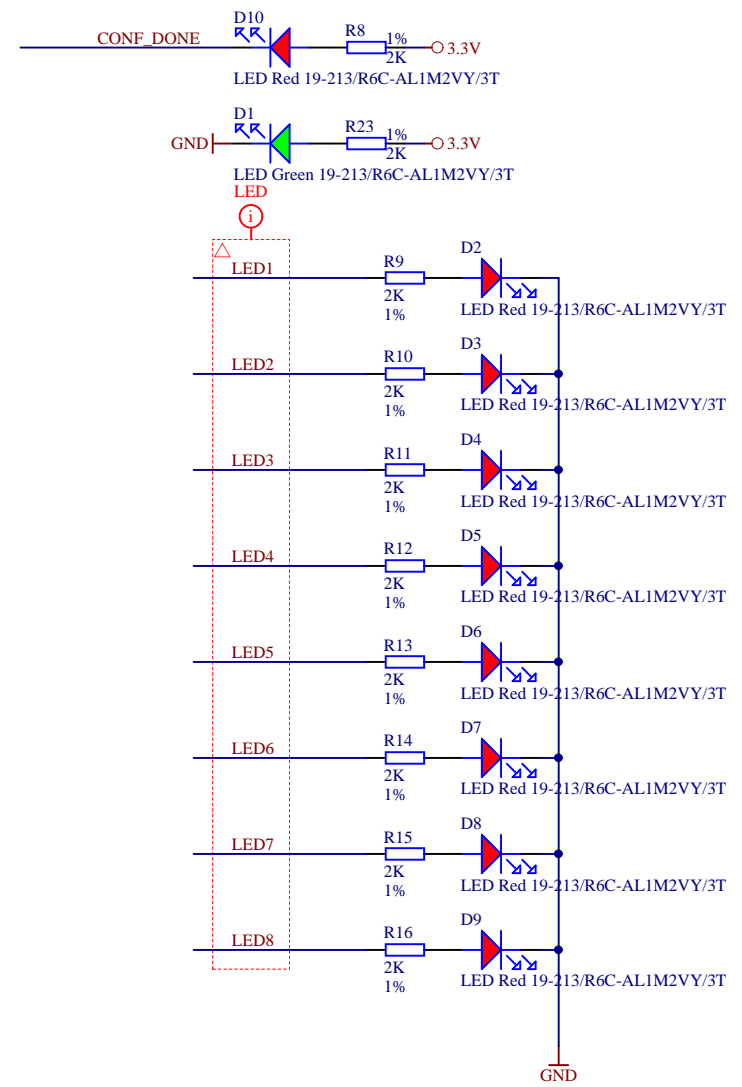 D10
CONF_DONE
R8
1%
2K
3.3V
LED Red 19-213/R6C-AL1M2VY/3T
D1
GND
R23
1%
2K
3.3V
LED Green 19-213/R6C-AL1M2VY/3T
LED
i
LED1
R9
2K
1%
D2
LED Red 19-213/R6C-AL1M2VY/3T
LED2
R10
2K
1%
D3
LED Red 19-213/R6C-AL1M2VY/3T
LED3
R11
2K
1%
D4
LED Red 19-213/R6C-AL1M2VY/3T
LED4
R12
2K
1%
D5
LED Red 19-213/R6C-AL1M2VY/3T
LED5
R13
2K
1%
D6
LED Red 19-213/R6C-AL1M2VY/3T
LED6
R14
2K
1%
D7
LED Red 19-213/R6C-AL1M2VY/3T
LED7
R15
2K
1%
D8
LED Red 19-213/R6C-AL1M2VY/3T
LED8
R16
2K
1%
D9
LED Red 19-213/R6C-AL1M2VY/3T
GND